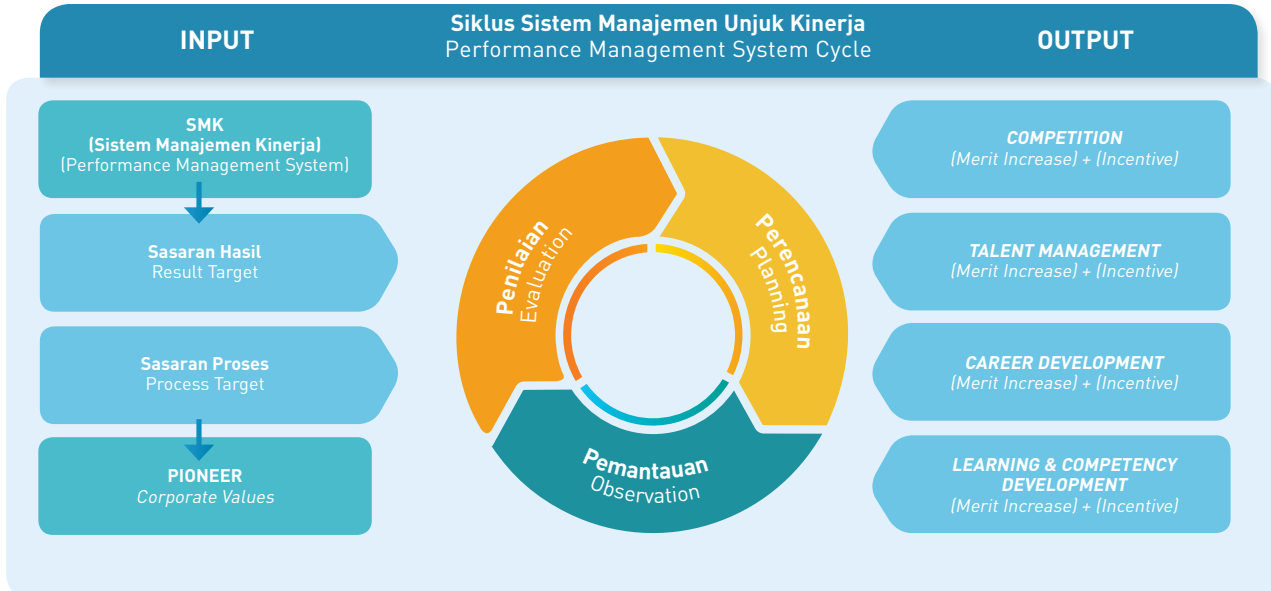 INPUT
Siklus Sistem Manajemen Unjuk Kinerja
Performance Management System Cycle
OUTPUT
SMK
(Sistem Manajemen Kinerja)
(Performance Management System)
Sasaran Hasil
Result Target
Sasaran Proses
Process Target
PIONEER
Corporate Values
Penilaian
Evaluation
Perencanaan
Planning
Pemantauan
Observation
COMPETITION
(Merit Increase) + (Incentive)
TALENT MANAGEMENT
(Merit Increase) + (Incentive)
CAREER DEVELOPMENT
(Merit Increase) + (Incentive)
LEARNING & COMPETENCY
DEVELOPMENT
(Merit Increase) + (Incentive)